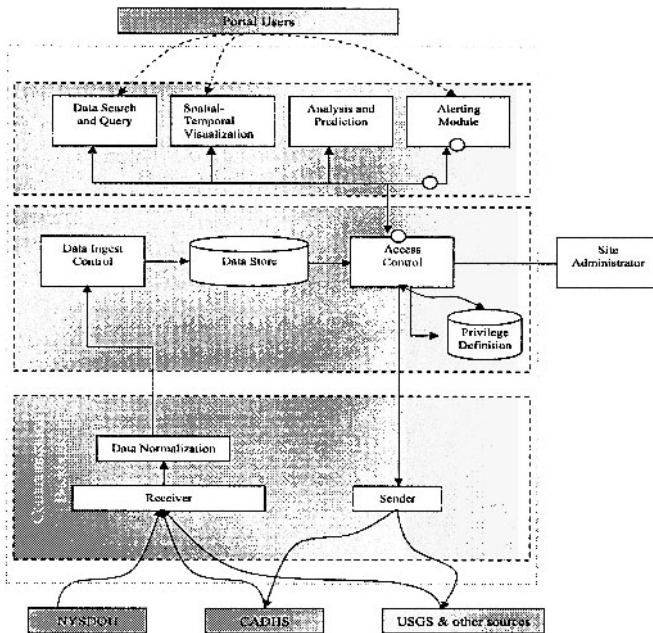 Portal Users
Data Search
and Query
Spatial-
Temporal
Visualization
Analysis and
Prediction
Alerting
Module
Data Ingest
Control
Data Store
Access
Control
Site
Administrator
Privilege
Definition
Data Normalization
Receiver
Sender
NYSDOH
CADHS
USGS & other sources